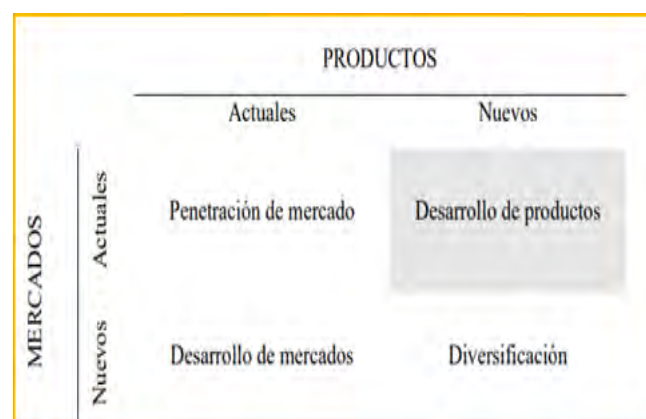 PRODUCTOS
Actuales Nuevos
MERCADOS
Actuales
Penetración de mercado Desarrollo de productos
Nuevos
Desarrollo de mercados Diversificación